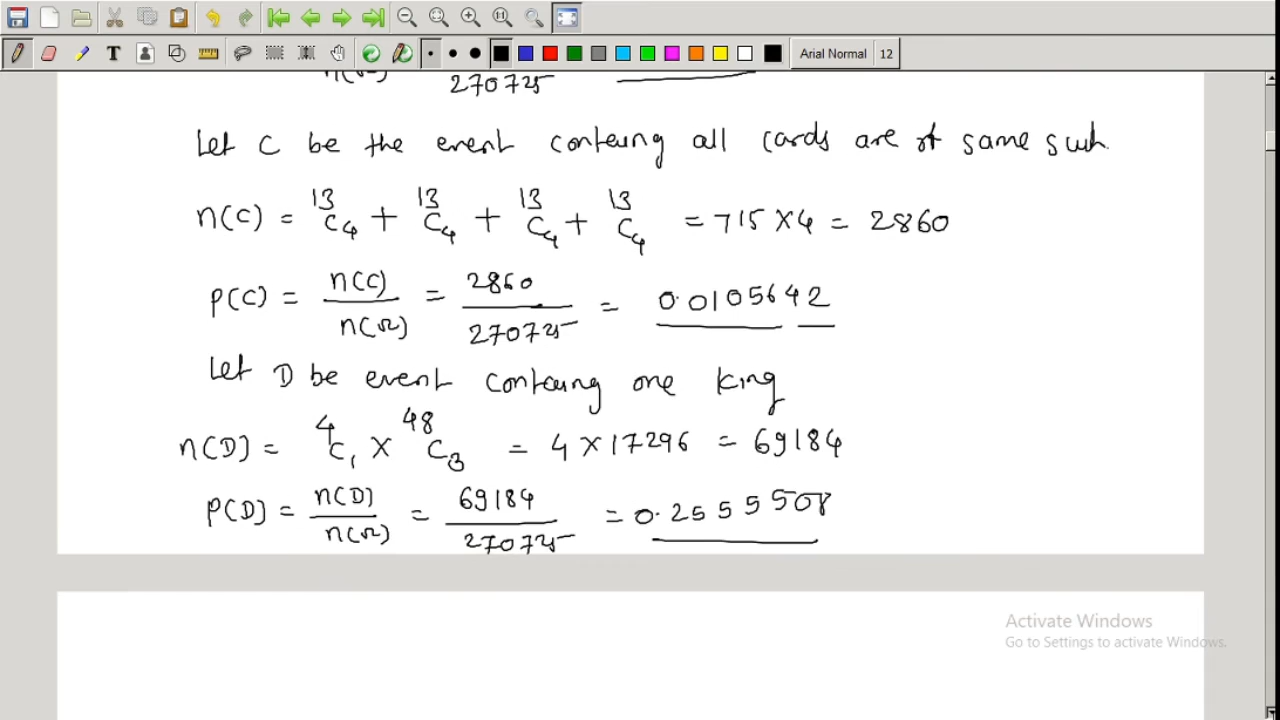 Arial Normal 12
n(Ω) 270725
Let C be the event containg all cards are of same suit.
n(C) = 13C4 + 13C4 + 13C4 + 13C4 = 715 × 4 = 2860
P(C) = n(C)/n(Ω) = 2860/270725 = 0.0105642
Let D be event containg one king
n(D) = 4C1 × 48C3 = 4 × 17296 = 69184
P(D) = n(D)/n(Ω) = 69184/270725 = 0.2555508
Activate Windows
Go to Settings to activate Windows.